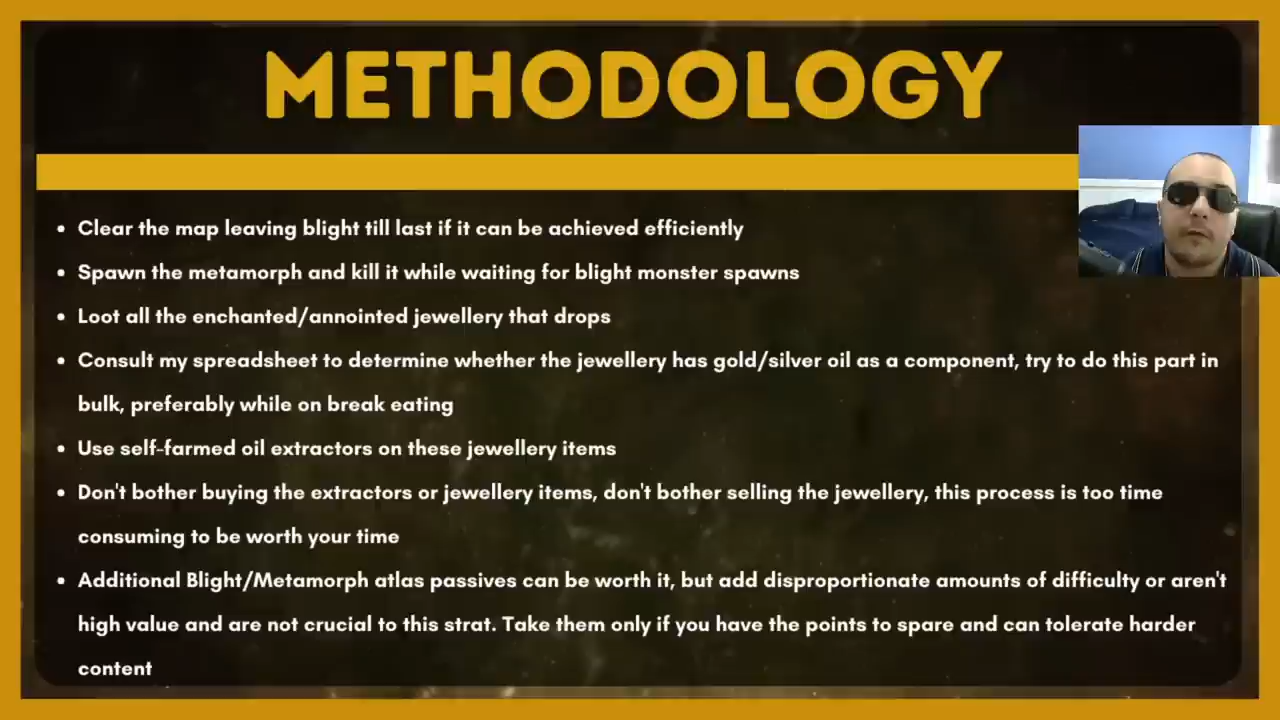 METHODOLOGY
• Clear the map leaving blight till last if it can be achieved efficiently
• Spawn the metamorph and kill it while waiting for blight monster spawns
• Loot all the enchanted/annointed jewellery that drops
• Consult my spreadsheet to determine whether the jewellery has gold/silver oil as a component, try to do this part in
bulk, preferably while on break eating
• Use self-farmed oil extractors on these jewellery items
• Don't bother buying the extractors or jewellery items, don't bother selling the jewellery, this process is too time
consuming to be worth your time
• Additional Blight/Metamorph atlas passives can be worth it, but add disproportionate amounts of difficulty or aren't
high value and are not crucial to this strat. Take them only if you have the points to spare and can tolerate harder
content